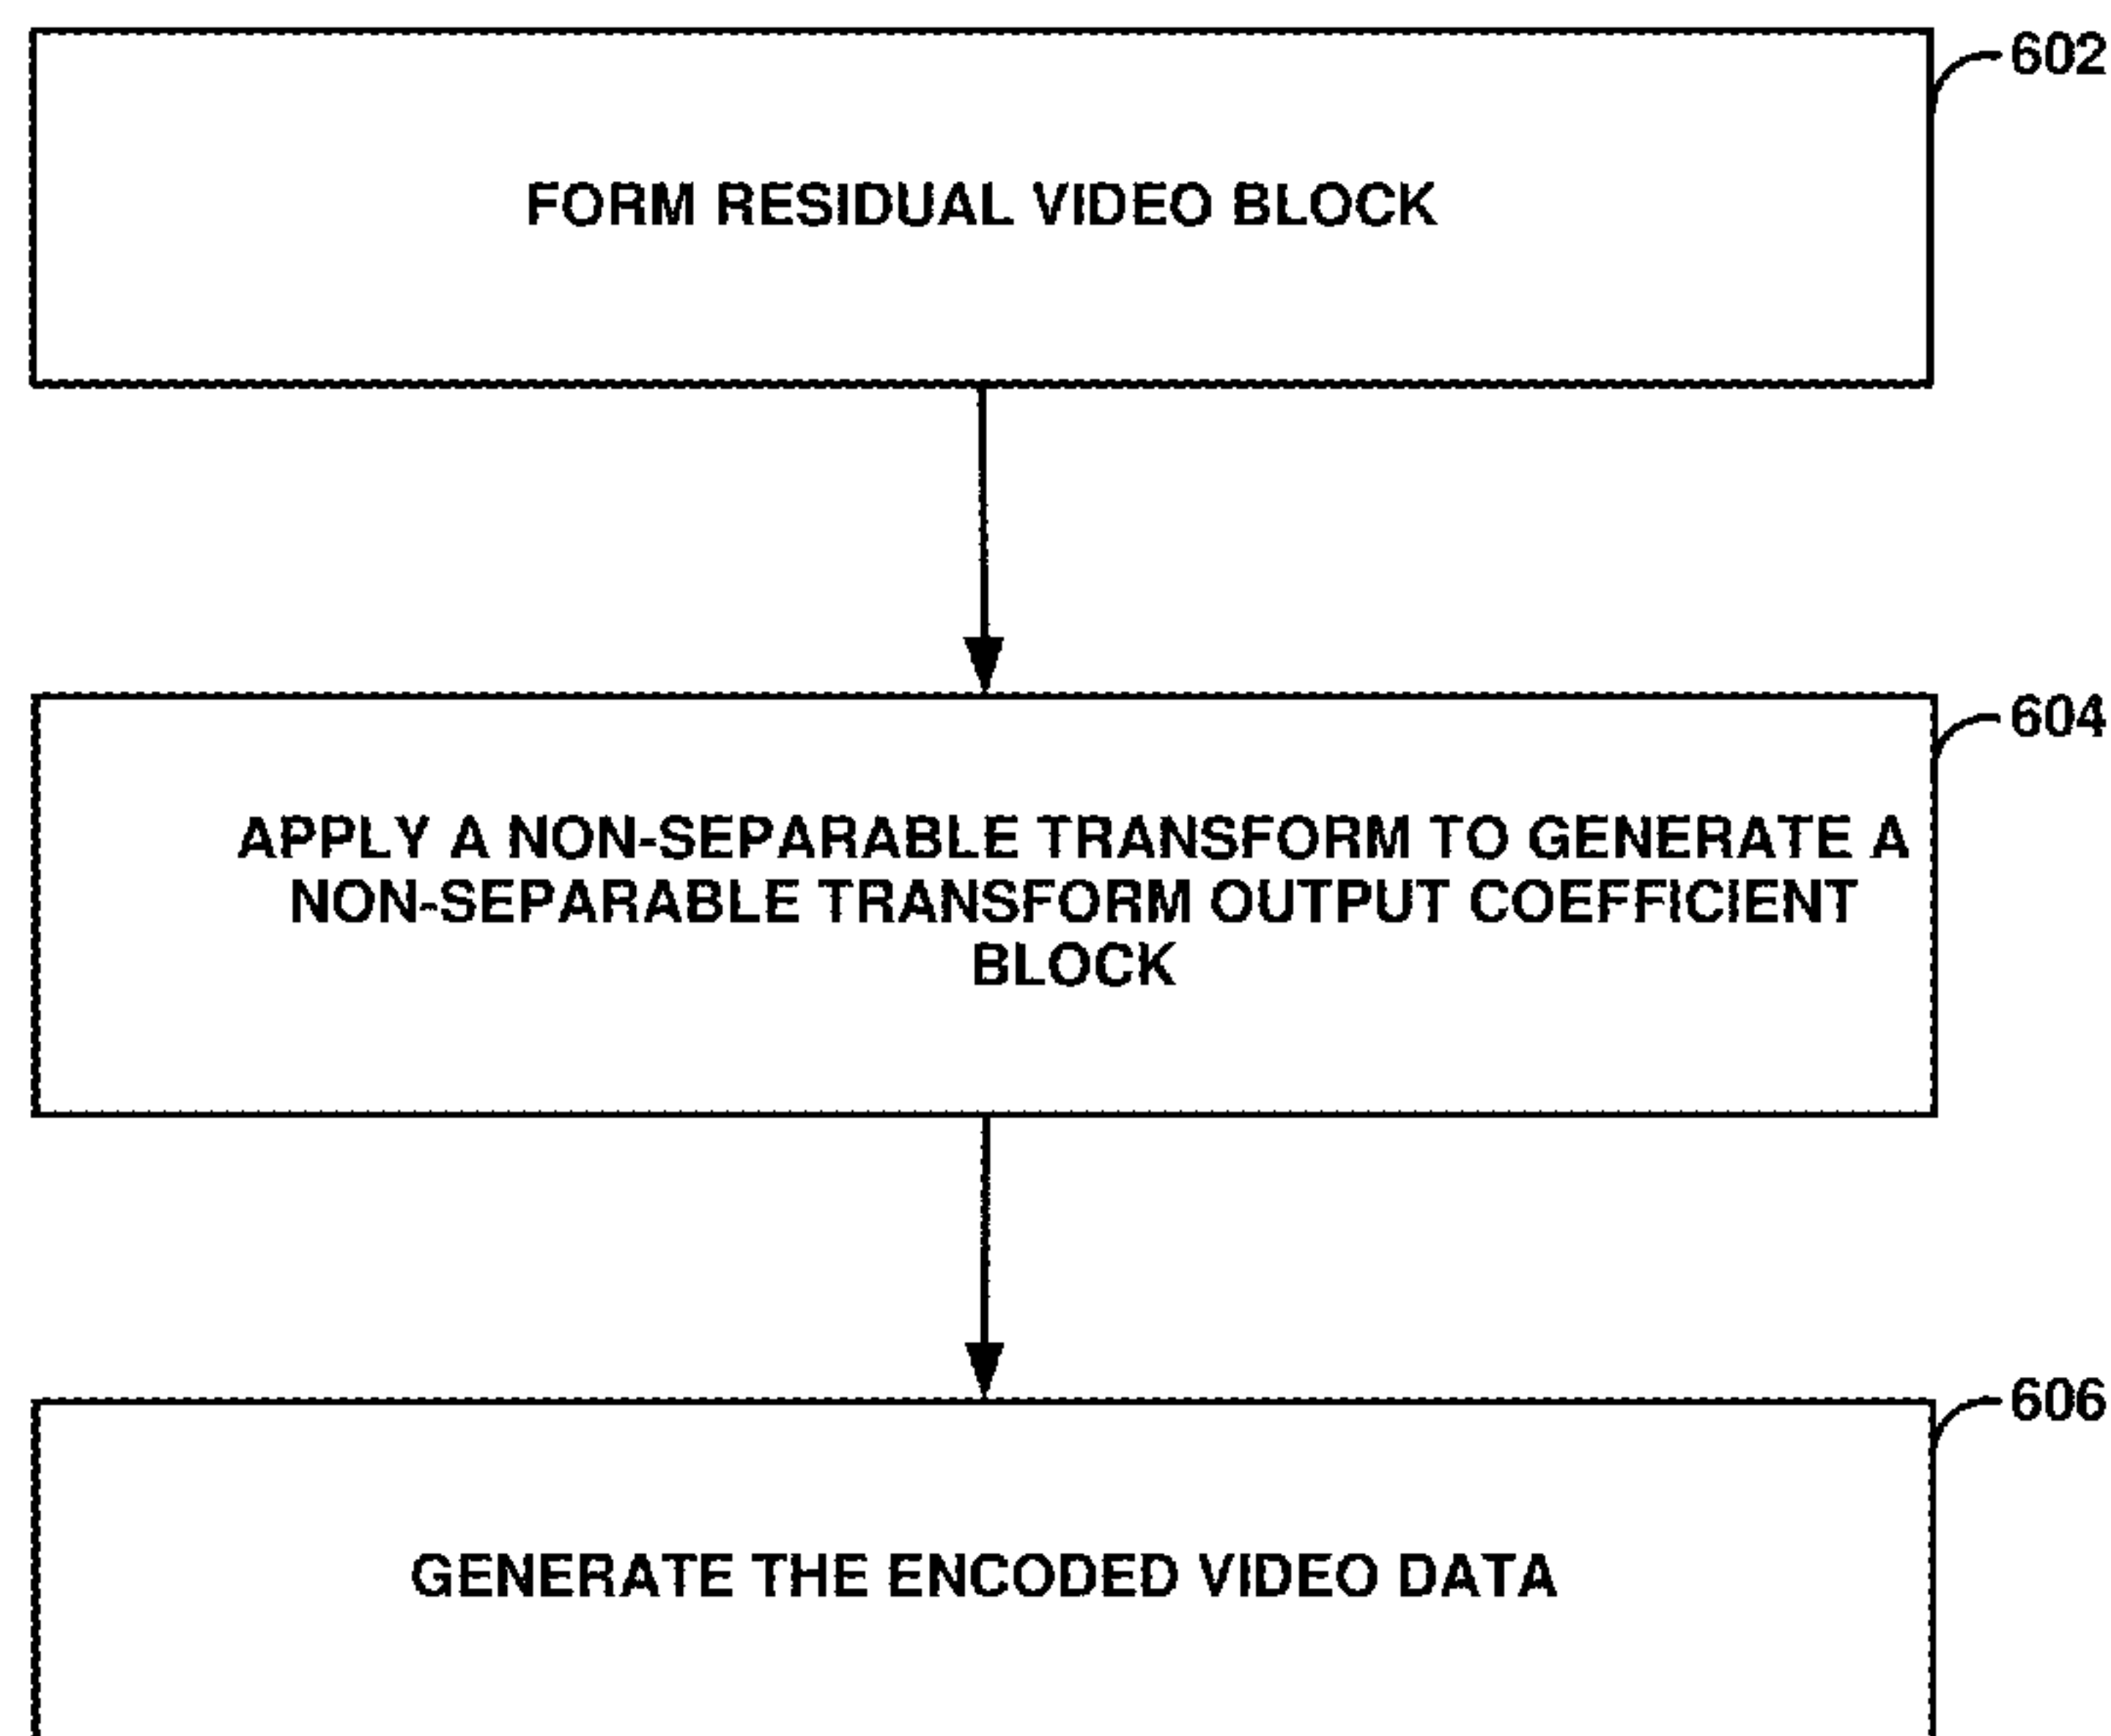 602
FORM RESIDUAL VIDEO BLOCK
604
APPLY A NON-SEPARABLE TRANSFORM TO GENERATE A
NON-SEPARABLE TRANSFORM OUTPUT COEFFICIENT
BLOCK
606
GENERATE THE ENCODED VIDEO DATA